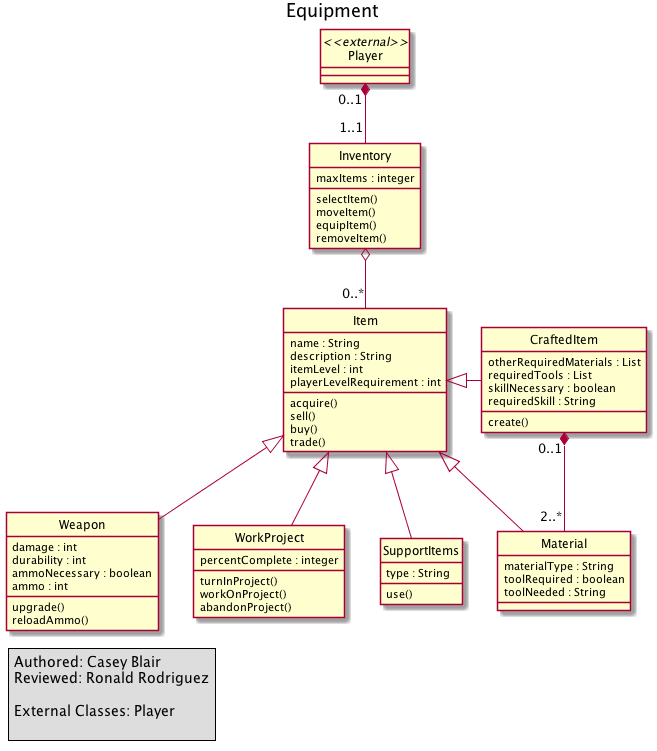 Equipment
<<external>>
Player
0..1
1..1
Inventory
maxItems : integer
selectItem()
moveItem()
equipItem()
removeItem()
0..*
Item
name : String
description : String
itemLevel : int
playerLevelRequirement : int
acquire()
sell()
buy()
trade()
CraftedItem
otherRequiredMaterials : List
requiredTools : List
skillNecessary : boolean
requiredSkill : String
create()
0..1
2..*
Weapon
damage : int
durability : int
ammoNecessary : boolean
ammo : int
upgrade()
reloadAmmo()
WorkProject
percentComplete : integer
turnInProject()
workOnProject()
abandonProject()
SupportItems
type : String
use()
Material
materialType : String
toolRequired : boolean
toolNeeded : String
Authored: Casey Blair
Reviewed: Ronald Rodriguez
External Classes: Player